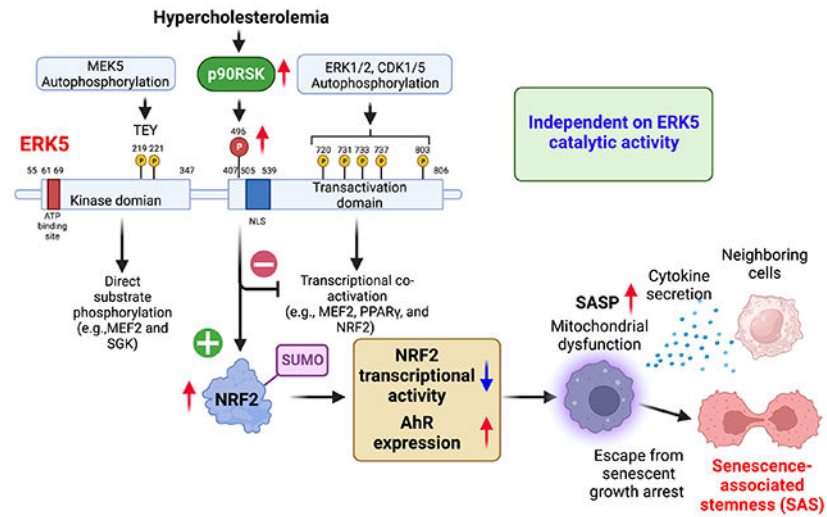 Hypercholesterolemia
MEK5
Autophosphorylation
p90RSK
ERK1/2, CDK1/5
Autophosphorylation
Independent on ERK5
catalytic activity
TEY
ERK5
219 221
P P
496
P
720 731 733 737 803
P P P P P
55 61 69 347 407 505 539 806
Kinase domian
Transactivation
domain
ATP
binding
site
NLS
Direct
substrate
phosphorylation
(e.g.,MEF2 and
SGK)
Transcriptional co-
activation
(e.g., MEF2, PPARγ, and
NRF2)
SUMO
NRF2
NRF2
transcriptional
activity
AhR
expression
SASP
Mitochondrial
dysfunction
Cytokine
secretion
Neighboring
cells
Escape from
senescent
growth arrest
Senescence-
associated
stemness (SAS)